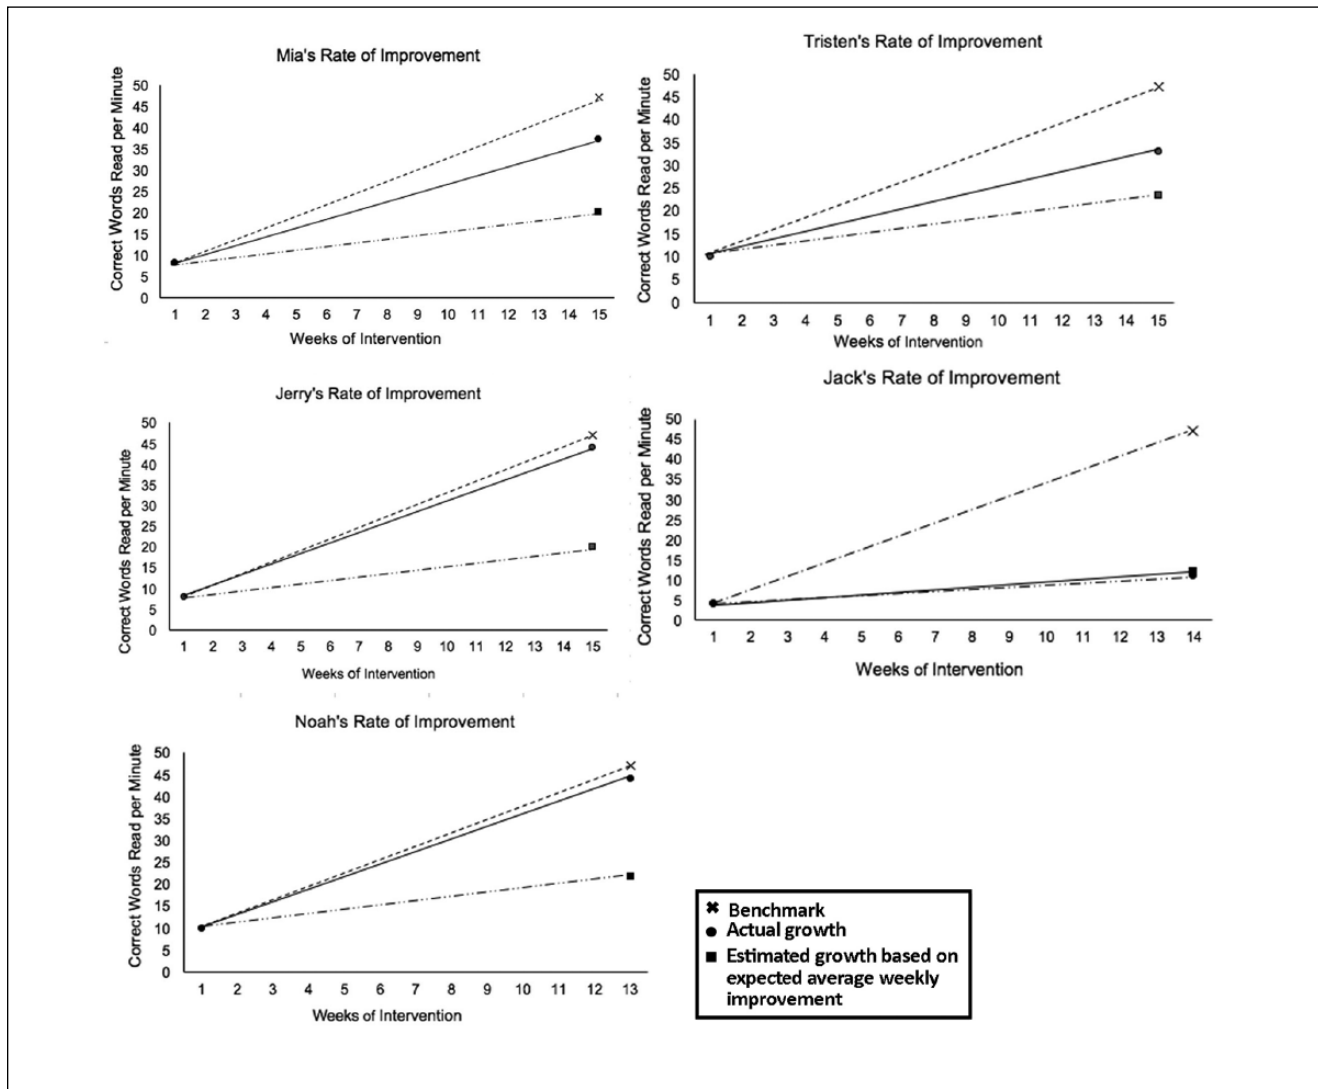 Mia's Rate of Improvement
Correct Words Read per Minute
50
45
40
35
30
25
20
15
10
5
0
1 2 3 4 5 6 7 8 9 10 11 12 13 14 15
Weeks of Intervention
Tristen's Rate of Improvement
Correct Words Read per Minute
50
45
40
35
30
25
20
15
10
5
0
1 2 3 4 5 6 7 8 9 10 11 12 13 14 15
Weeks of Intervention
Jerry's Rate of Improvement
Correct Words Read per Minute
50
45
40
35
30
25
20
15
10
5
0
1 2 3 4 5 6 7 8 9 10 11 12 13 14 15
Weeks of Intervention
Jack's Rate of Improvement
Correct Words Read per Minute
50
45
40
35
30
25
20
15
10
5
0
1 2 3 4 5 6 7 8 9 10 11 12 13 14
Weeks of Intervention
Noah's Rate of Improvement
Correct Words Read per Minute
50
45
40
35
30
25
20
15
10
5
0
1 2 3 4 5 6 7 8 9 10 11 12 13
Weeks of Intervention
Benchmark
Actual growth
Estimated growth based on
expected average weekly
improvement